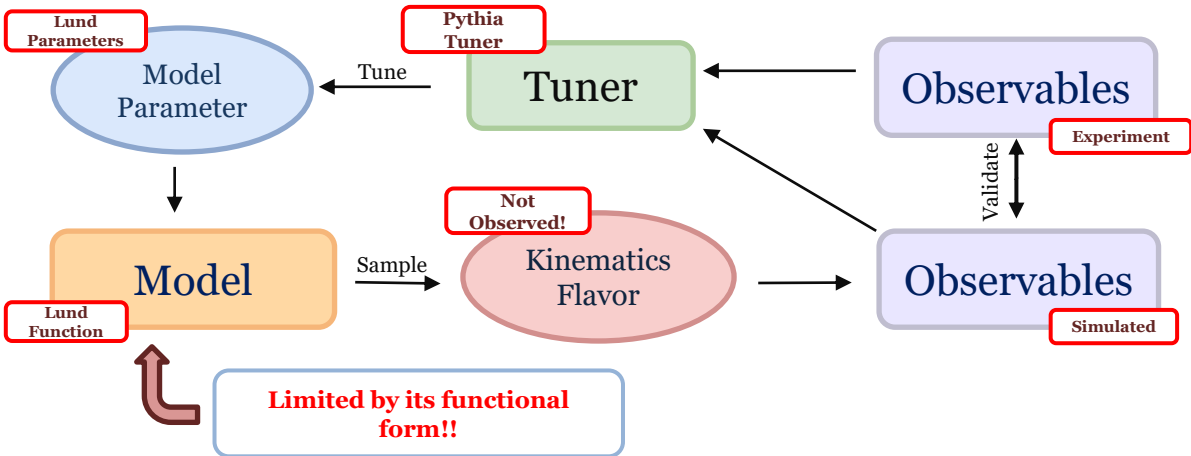 Lund
Parameters
Model
Parameter
Tune
Pythia
Tuner
Tuner
Observables
Experiment
Validate
Model
Lund
Function
Sample
Not
Observed!
Kinematics
Flavor
Observables
Simulated
Limited by its functional
form!!